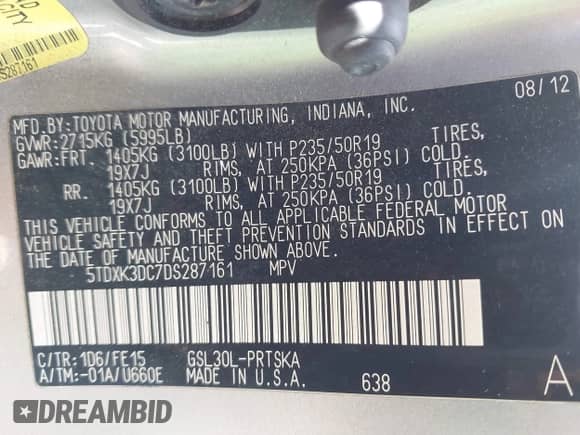 CITY
S287161
08/12
MFD.BY:TOYOTA MOTOR MANUFACTURING, INDIANA, INC.
GVWR:2715KG (5995LB)
GAWR:FRT. 1405KG (3100LB) WITH P235/50R19 TIRES,
19X7J RIMS, AT 250KPA (36PSI) COLD.
RR. 1405KG (3100LB) WITH P235/50R19 TIRES,
19X7J RIMS, AT 250KPA (36PSI) COLD.
THIS VEHICLE CONFORMS TO ALL APPLICABLE FEDERAL MOTOR
VEHICLE SAFETY AND THEFT PREVENTION STANDARDS IN EFFECT ON
THE DATE OF MANUFACTURE SHOWN ABOVE.
5TDXK3DC7DS287161 MPV
C/TR:1D6/FE15 GSL30L-PRTSKA
A/TM:-01A/U660E MADE IN U.S.A. 638
A
DREAMBID